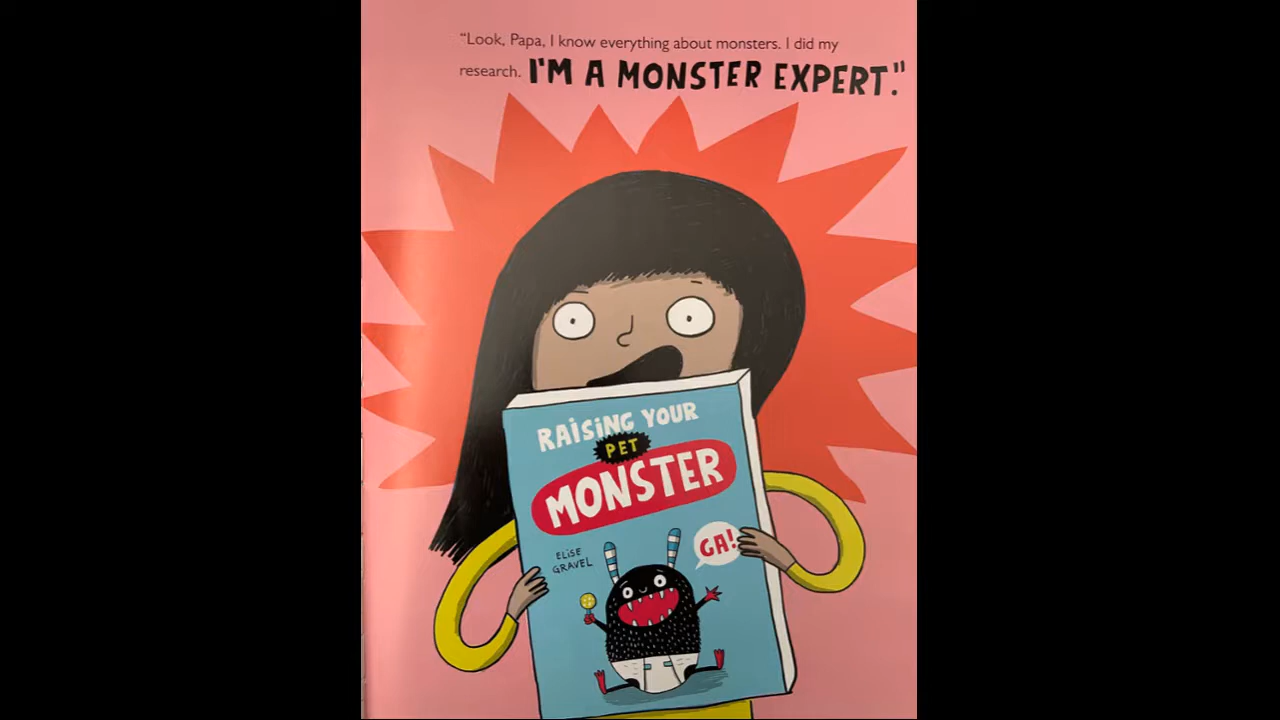 “Look, Papa, I know everything about monsters. I did my
research. I'M A MONSTER EXPERT."
RAISING YOUR
PET
MONSTER
ELISE
GRAVEL
GA!